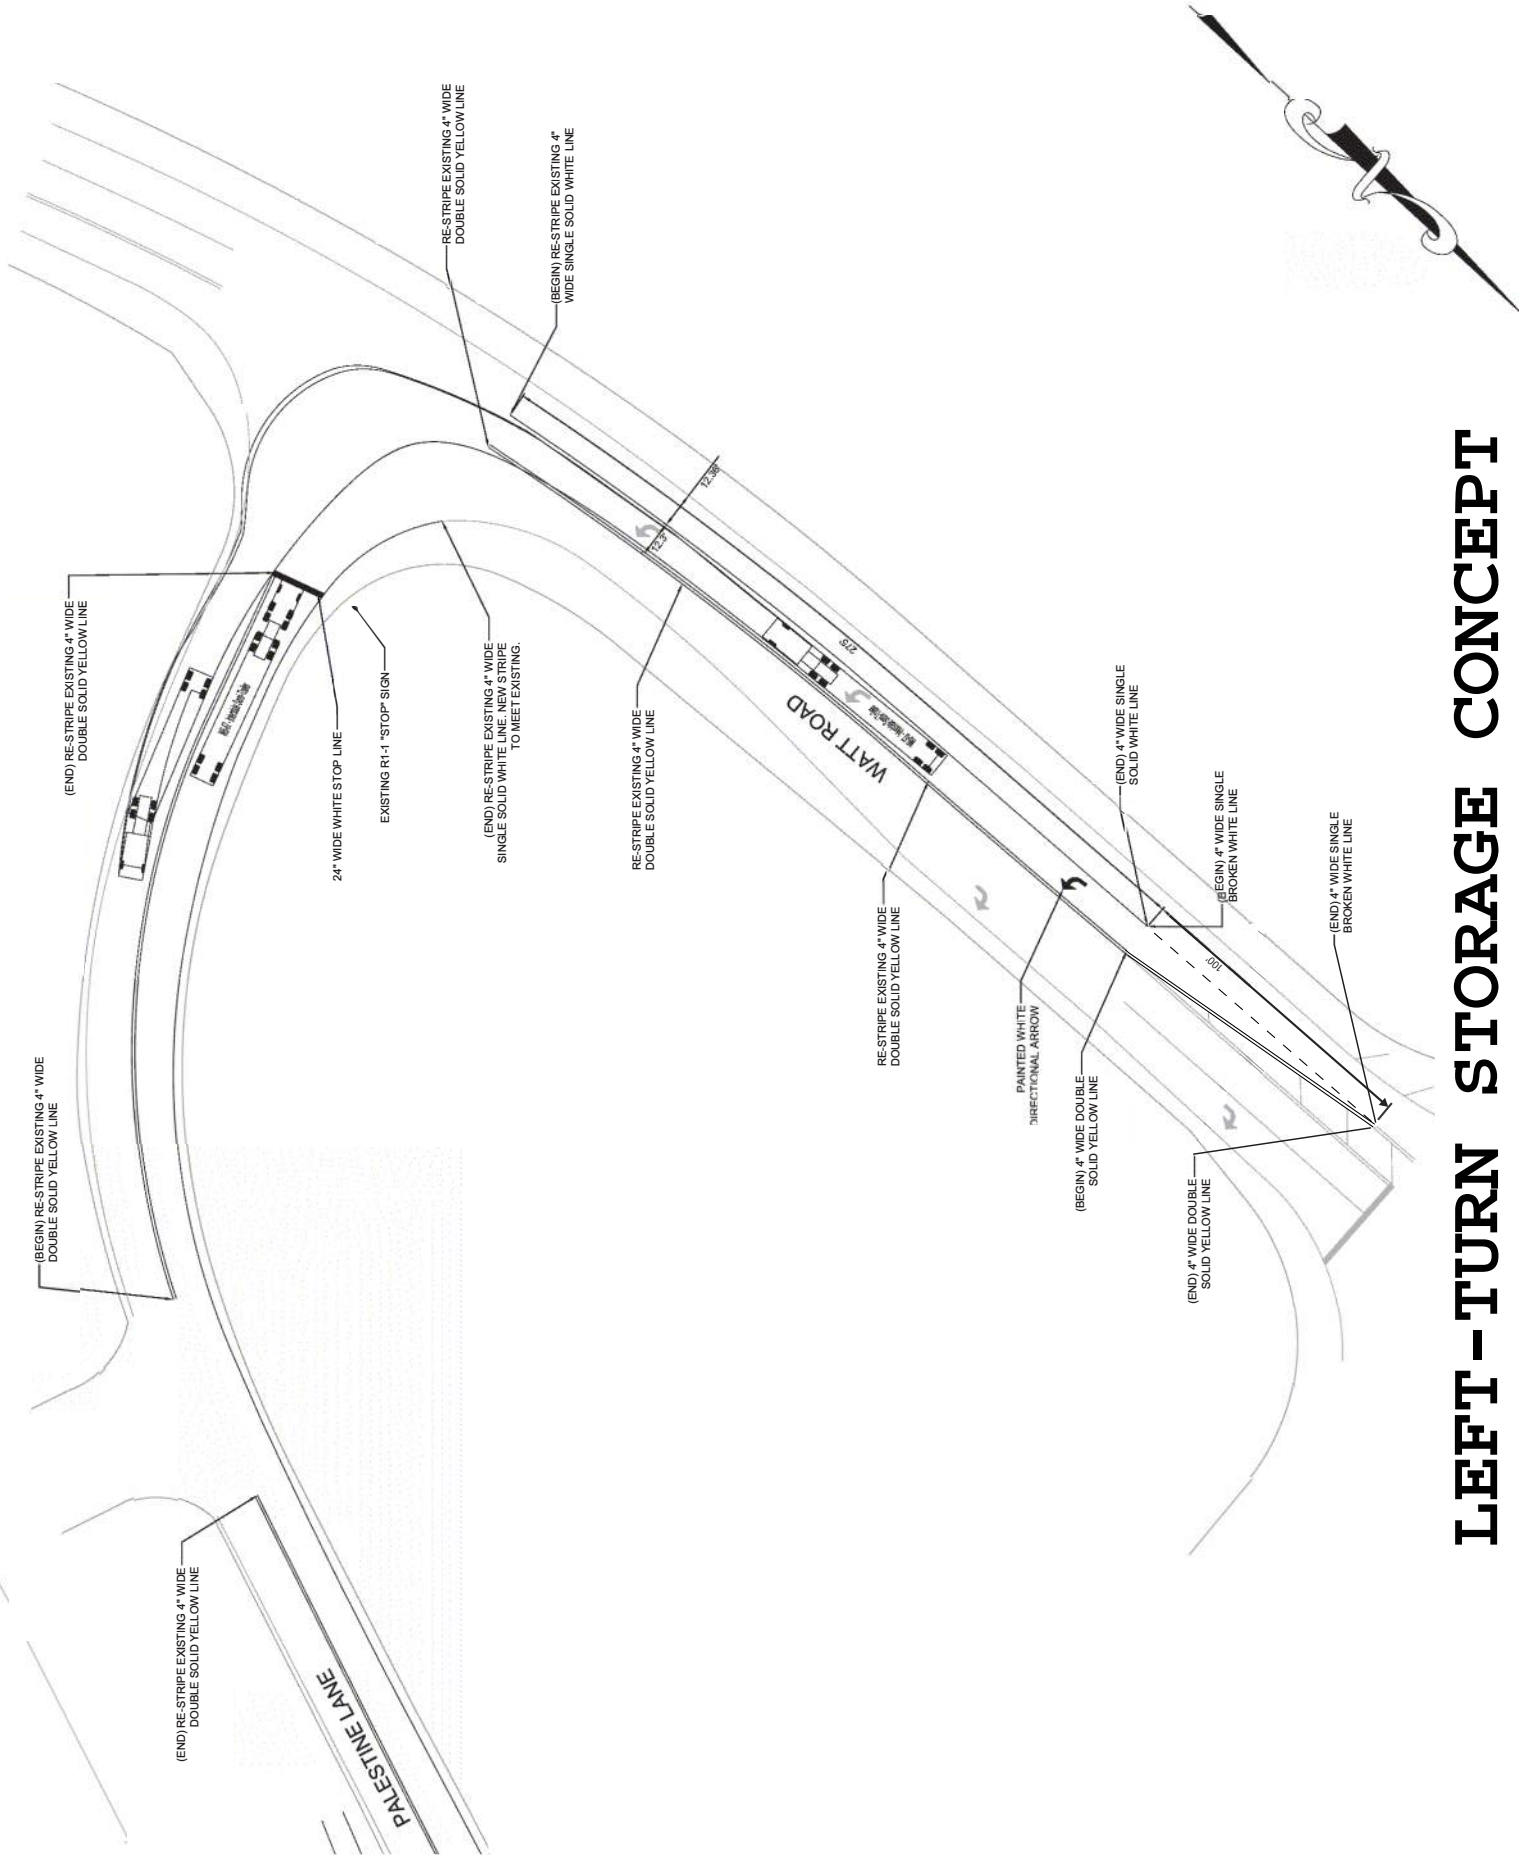 (BEGIN) RE-STRIPE EXISTING 4" WIDE
DOUBLE SOLID YELLOW LINE
(END) RE-STRIPE EXISTING 4" WIDE
DOUBLE SOLID YELLOW LINE
(END) RE-STRIPE EXISTING 4" WIDE
DOUBLE SOLID YELLOW LINE
PALESTINE LANE
24" WIDE WHITE STOP LINE
EXISTING R1-1 "STOP" SIGN
(END) RE-STRIPE EXISTING 4" WIDE
SINGLE SOLID WHITE LINE. NEW STRIPE
TO MEET EXISTING.
RE-STRIPE EXISTING 4" WIDE
DOUBLE SOLID YELLOW LINE
(BEGIN) RE-STRIPE EXISTING 4"
WIDE SINGLE SOLID WHITE LINE
RE-STRIPE EXISTING 4" WIDE
DOUBLE SOLID YELLOW LINE
12.3'
12.38'
275'
WATT ROAD
RE-STRIPE EXISTING 4" WIDE
DOUBLE SOLID YELLOW LINE
PAINTED WHITE
DIRECTIONAL ARROW
(BEGIN) 4" WIDE DOUBLE
SOLID YELLOW LINE
(END) 4" WIDE DOUBLE
SOLID YELLOW LINE
(END) 4" WIDE SINGLE
SOLID WHITE LINE
(BEGIN) 4" WIDE SINGLE
BROKEN WHITE LINE
100'
(END) 4" WIDE SINGLE
BROKEN WHITE LINE
LEFT-TURN STORAGE CONCEPT